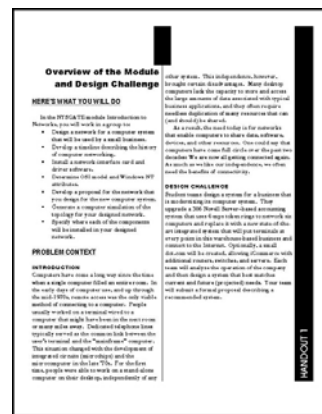 Overview of the Module
and Design Challenge
HERE'S WHAT YOU WILL DO
In the NYPGATE module Introduction to
Networks, you will work in a group to:
• Design a network for a computer system
that will be used by a small business.
• Develop a timeline describing the history
of computer networking.
• Install a network interface card and
driver software.
• Determine OSI model and Windows NT
attributes.
• Develop a proposal for the network that
you design for the new computer system.
• Generate a computer simulation of the
topology for your designed network.
• Specify where each of the components
will be installed in your designed
network.
PROBLEM CONTEXT
INTRODUCTION
Computers have come a long way since the time
when a single computer filled an entire room. In
the early days of computer use, and up through
the mid-1970s, remote access was the only viable
method of connecting to a computer. People
usually worked on a terminal wired to a
computer that might have been in the next room
or many miles away. Dedicated telephone lines
typically served as the common link between the
user's terminal and the "mainframe" computer.
This situation changed with the development of
integrated circuits (microchips) and the
microcomputer in the late '70s. For the first
time, people were able to work on a stand-alone
computer on their desktop, independently of any
other system. This independence, however,
brought certain disadvantages. Many desktop
computers lack the capacity to store and access
the large amounts of data associated with typical
business applications, and they often require
needless duplication of many resources that can
(and should) be shared.
As a result, the need today is for networks
that enable computers to share data, software,
devices, and other resources. One could say that
computers have come full circle over the past two
decades: We are now all getting connected again.
As much as we like our independence, we often
need the benefits of connectivity.
DESIGN CHALLENGE
Student teams design a system for a business that
is modernizing its computer system. They
upgrade a 300 Novell Server-based accounting
system that uses dumb token rings to network six
computers and replace it with a new state-of-the-
art integrated system that will put terminals at
every point in this warehouse-based business and
connect to the Internet. Optionally, a small
dot.com will be created, allowing eCommerce with
additional routers, switches, and servers. Each
team will analyze the operation of the company
and then design a system that best matches
current and future (projected) needs. Your team
will submit a formal proposal describing a
recommended system.
HANDOUT 1